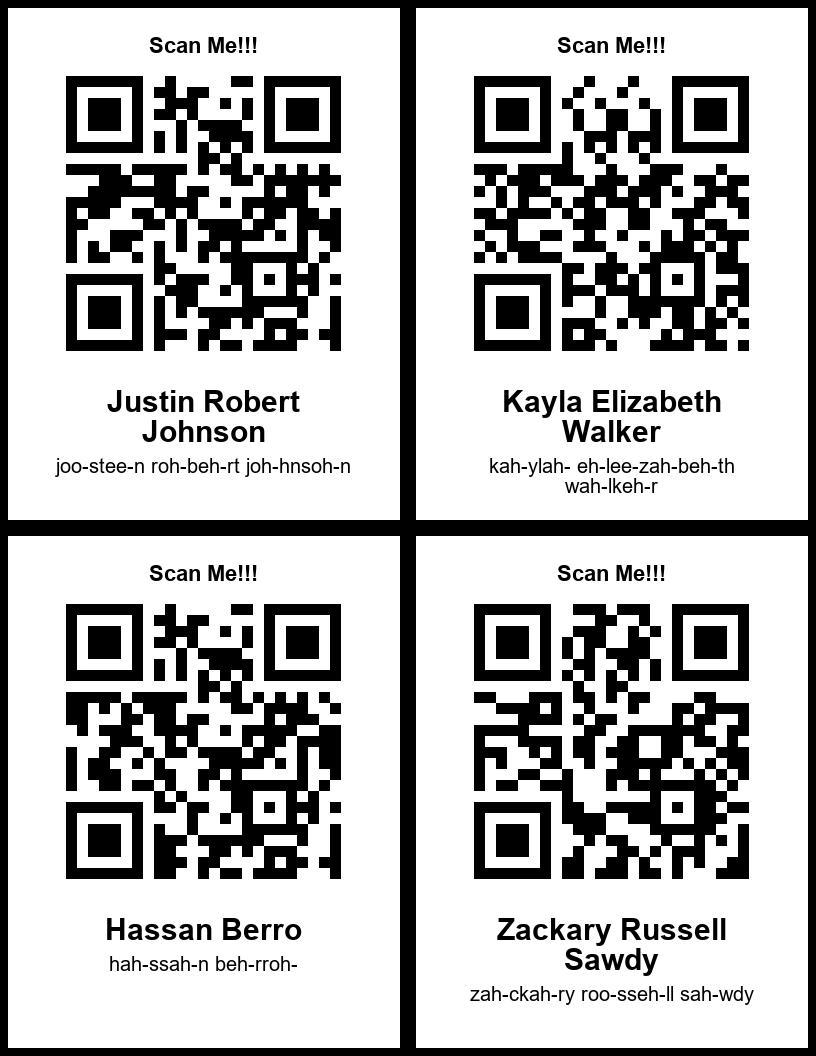 Scan Me!!!
Justin Robert
Johnson
joo-stee-n roh-beh-rt joh-hnsoh-n
Scan Me!!!
Kayla Elizabeth
Walker
kah-ylah- eh-lee-zah-beh-th
wah-lkeh-r
Scan Me!!!
Hassan Berro
hah-ssah-n beh-rroh-
Scan Me!!!
Zackary Russell
Sawdy
zah-ckah-ry roo-sseh-ll sah-wdy